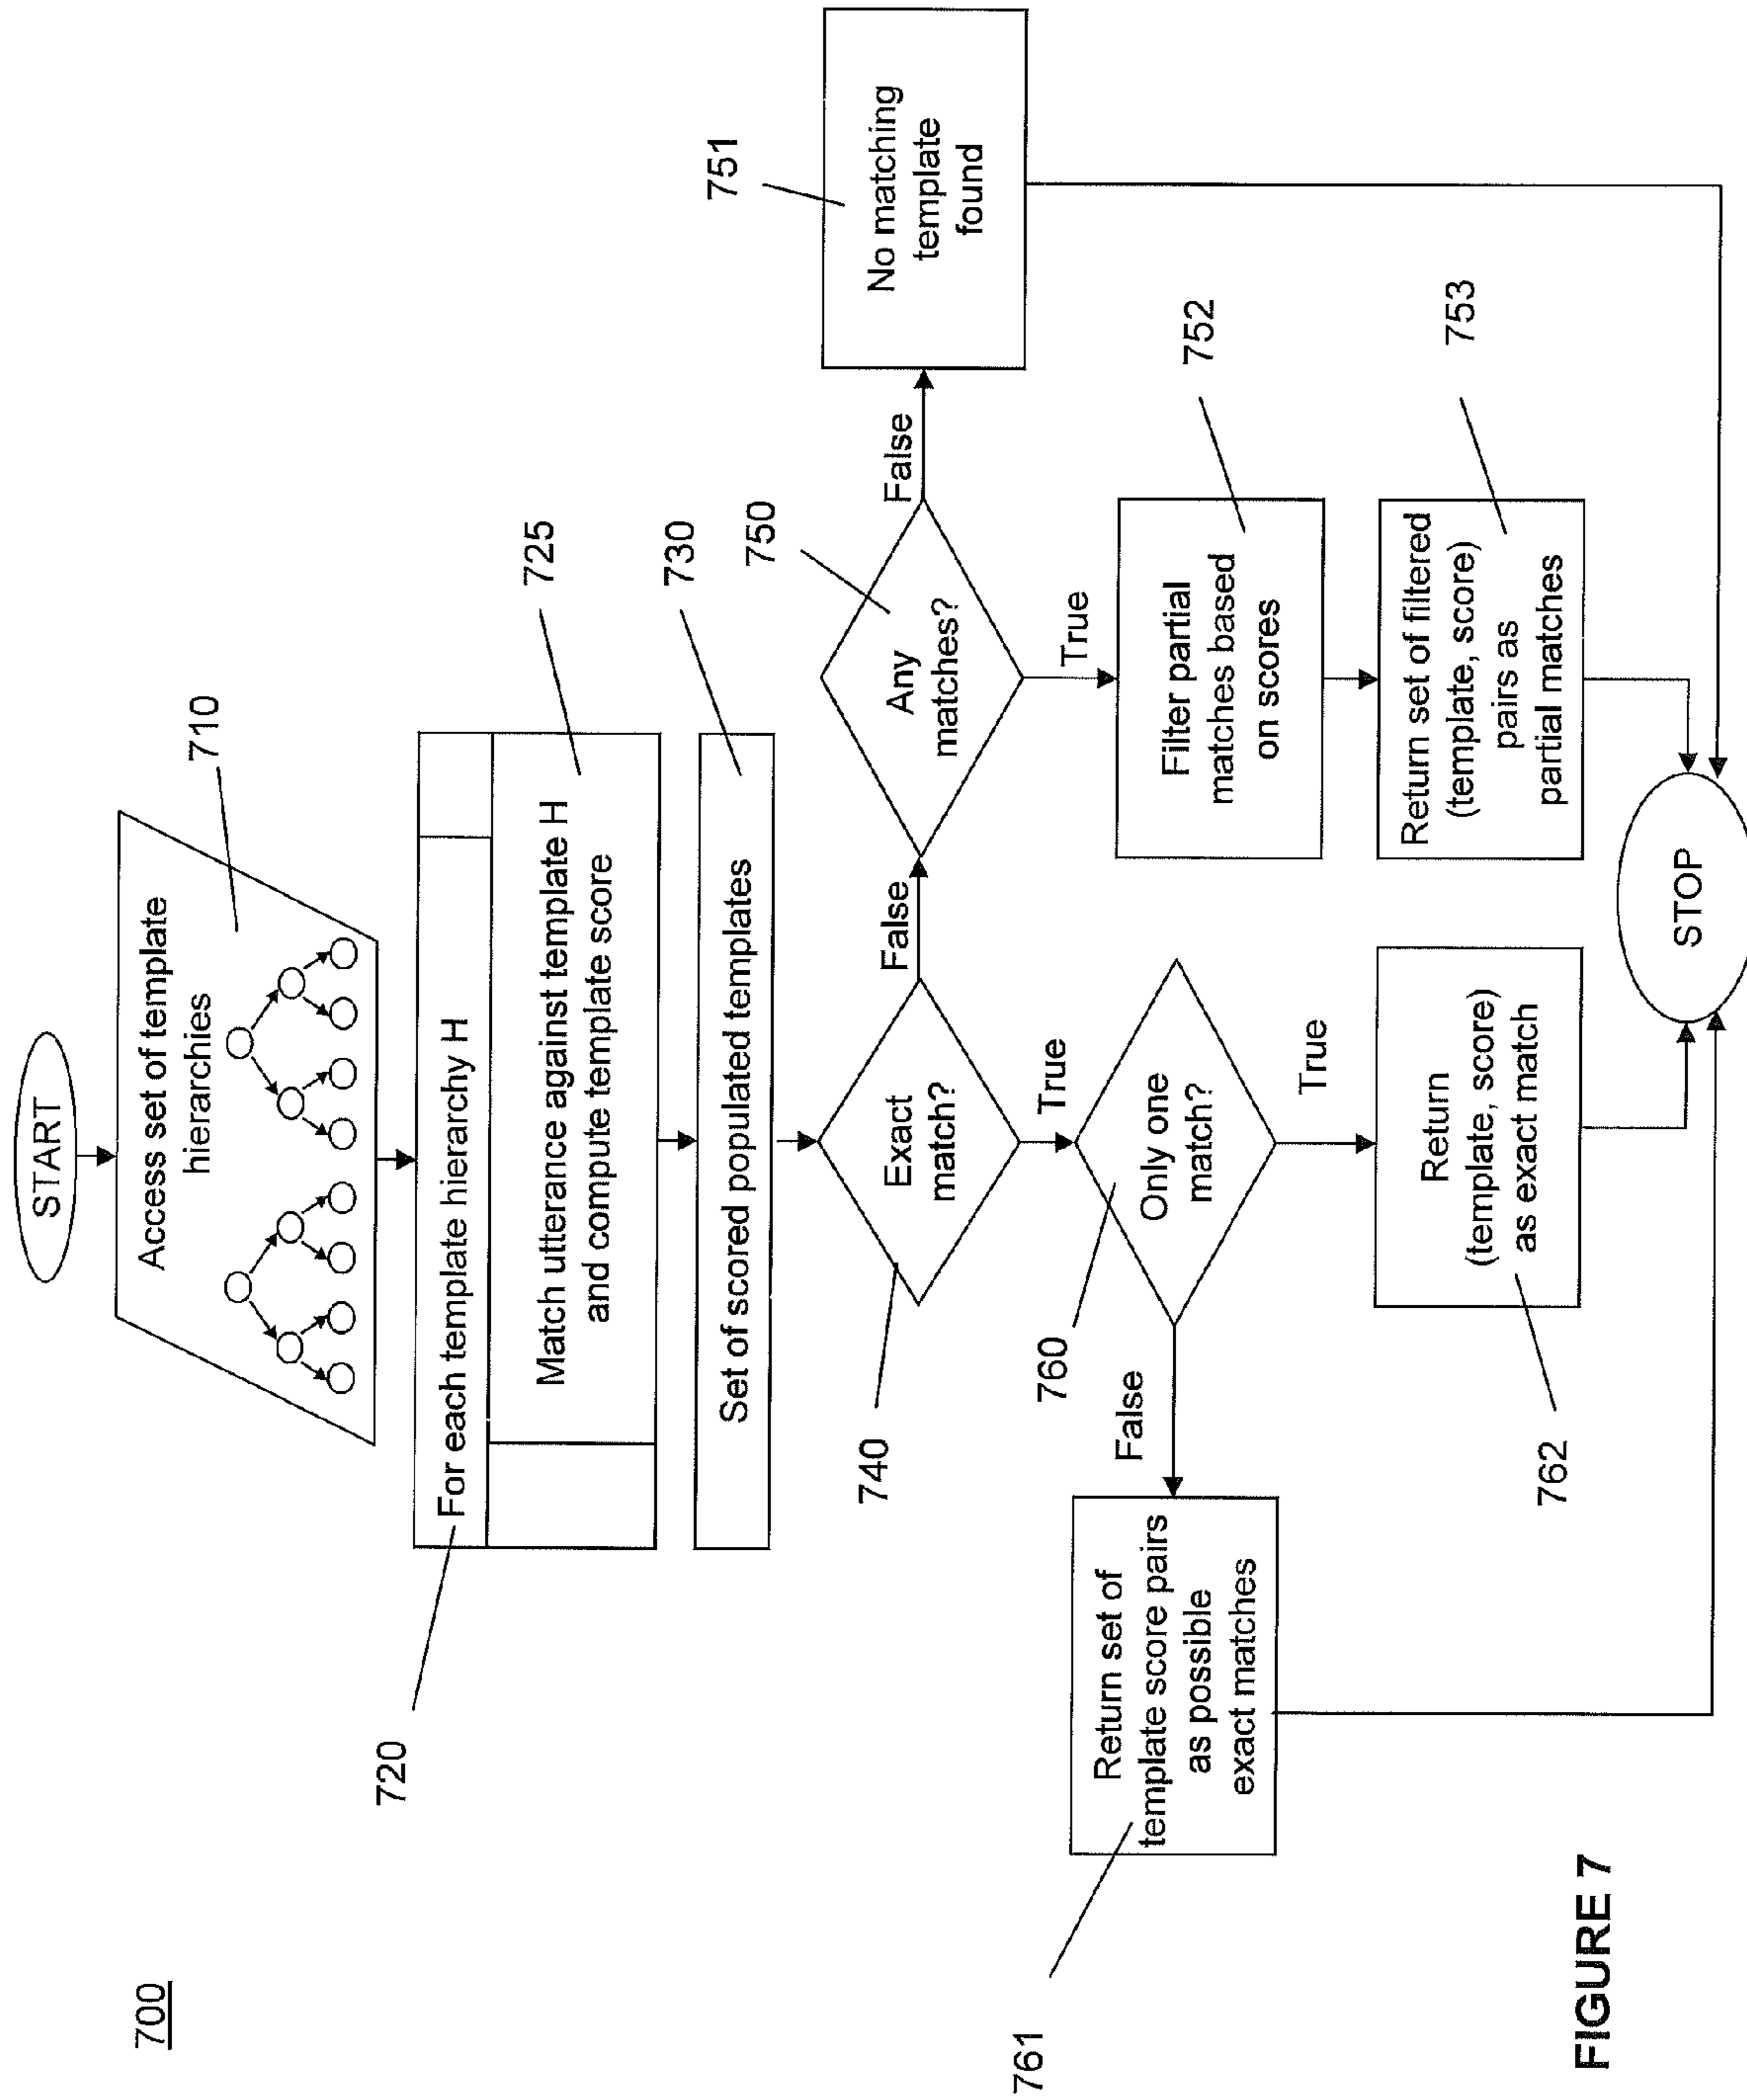 700
START
Access set of template
hierarchies
710
720
For each template hierarchy H
725
Match utterance against template H
and compute template score
730
Set of scored populated templates
740
Exact
match?
False
True
750
Any
matches?
False
True
751
No matching
template
found
752
Filter partial
matches based
on scores
753
Return set of filtered
(template, score)
pairs as
partial matches
760
Only one
match?
False
True
761
Return set of
template score pairs
as possible
exact matches
762
Return
(template, score)
as exact match
STOP
FIGURE 7